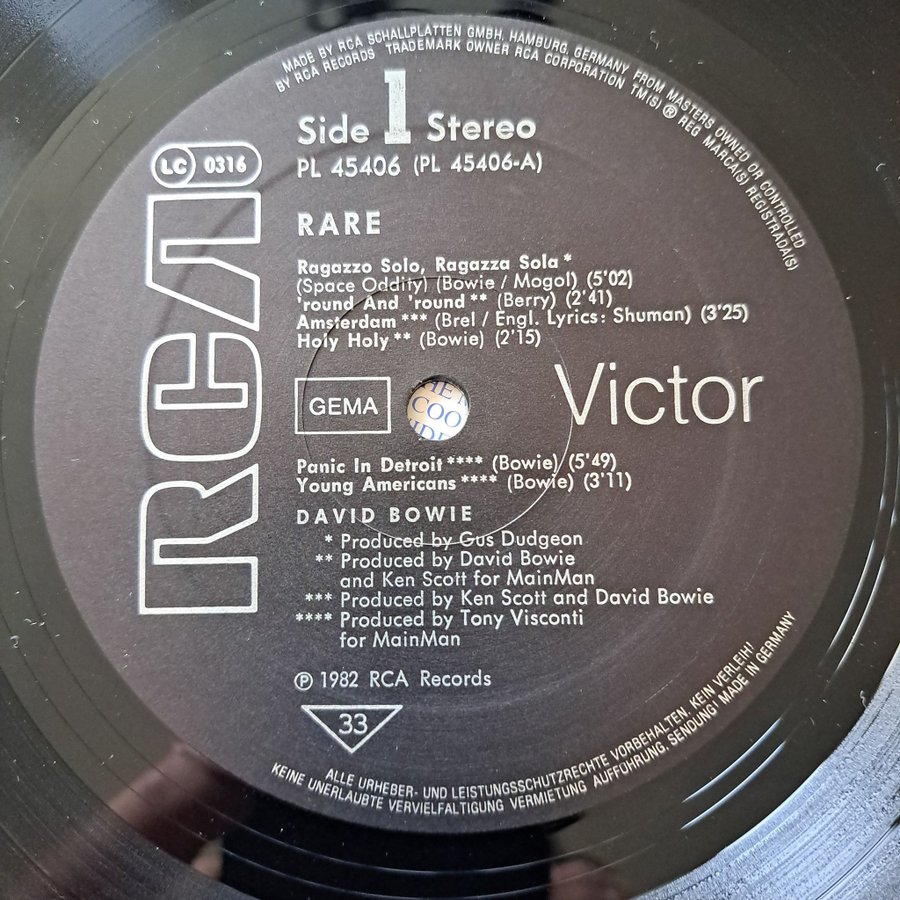 MADE BY RCA SCHALLPLATTEN GMBH, HAMBURG, GERMANY FROM MASTERS OWNED OR CONTROLLED
BY RCA RECORDS TRADEMARK OWNER RCA CORPORATION TM(S) ® REG MARCA(S) REGISTRADA(S)
Side 1 Stereo
PL 45406 (PL 45406-A)
LC 0316
RCA
RARE
Ragazzo Solo, Ragazza Sola *
(Space Oddity) (Bowie / Mogol) (5'02)
'round And 'round ** (Berry) (2'41)
Amsterdam *** (Brel / Engl. Lyrics: Shuman) (3'25)
Holy Holy ** (Bowie) (2'15)
GEMA
Victor
Panic In Detroit **** (Bowie) (5'49)
Young Americans **** (Bowie) (3'11)
DAVID BOWIE
* Produced by Gus Dudgeon
** Produced by David Bowie
and Ken Scott for MainMan
*** Produced by Ken Scott and David Bowie
**** Produced by Tony Visconti
for MainMan
Ⓟ 1982 RCA Records
33
ALLE URHEBER- UND LEISTUNGSSCHUTZRECHTE VORBEHALTEN. KEIN VERLEIH!
KEINE UNERLAUBTE VERVIELFALTIGUNG VERMIETUNG AUFFÜHRUNG, SENDUNG! MADE IN GERMANY